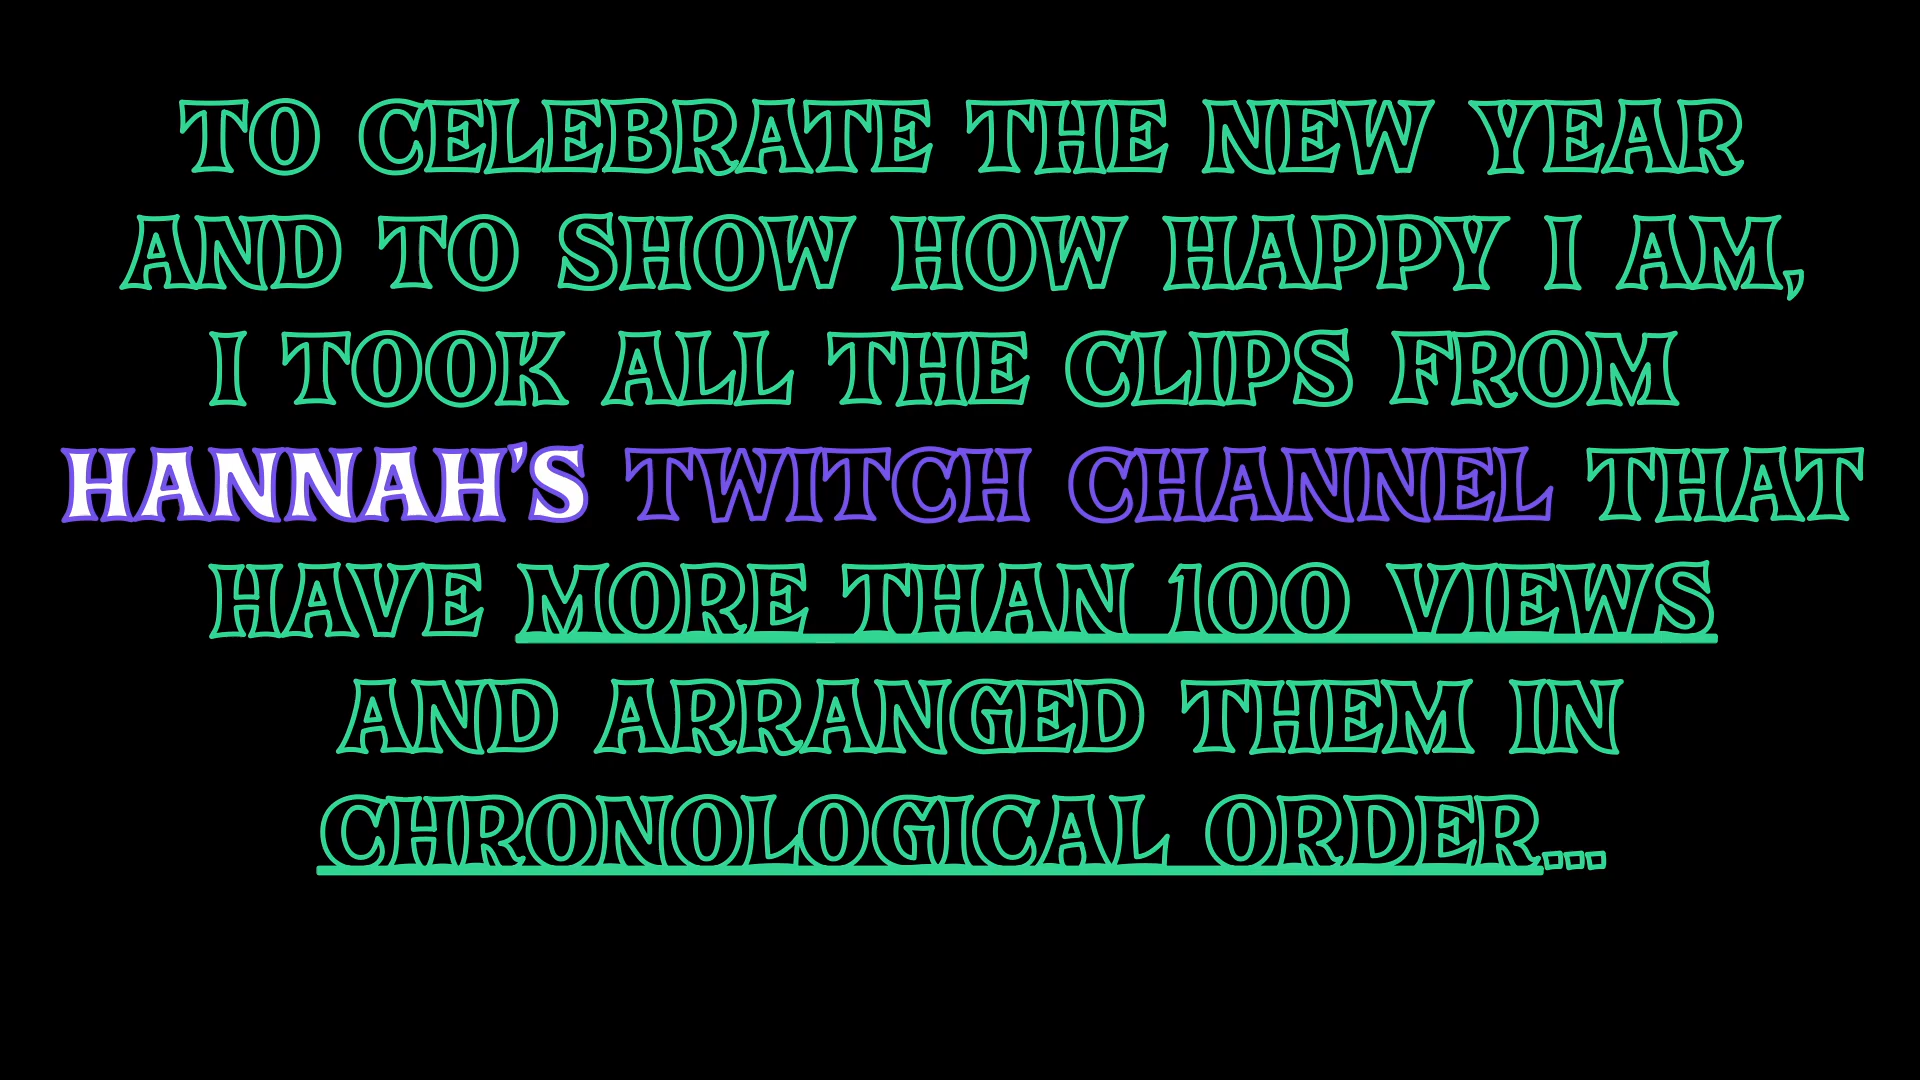 TO CELEBRATE THE NEW YEAR
AND TO SHOW HOW HAPPY I AM,
I TOOK ALL THE CLIPS FROM
HANNAH'S TWITCH CHANNEL THAT
HAVE MORE THAN 100 VIEWS
AND ARRANGED THEM IN
CHRONOLOGICAL ORDER...